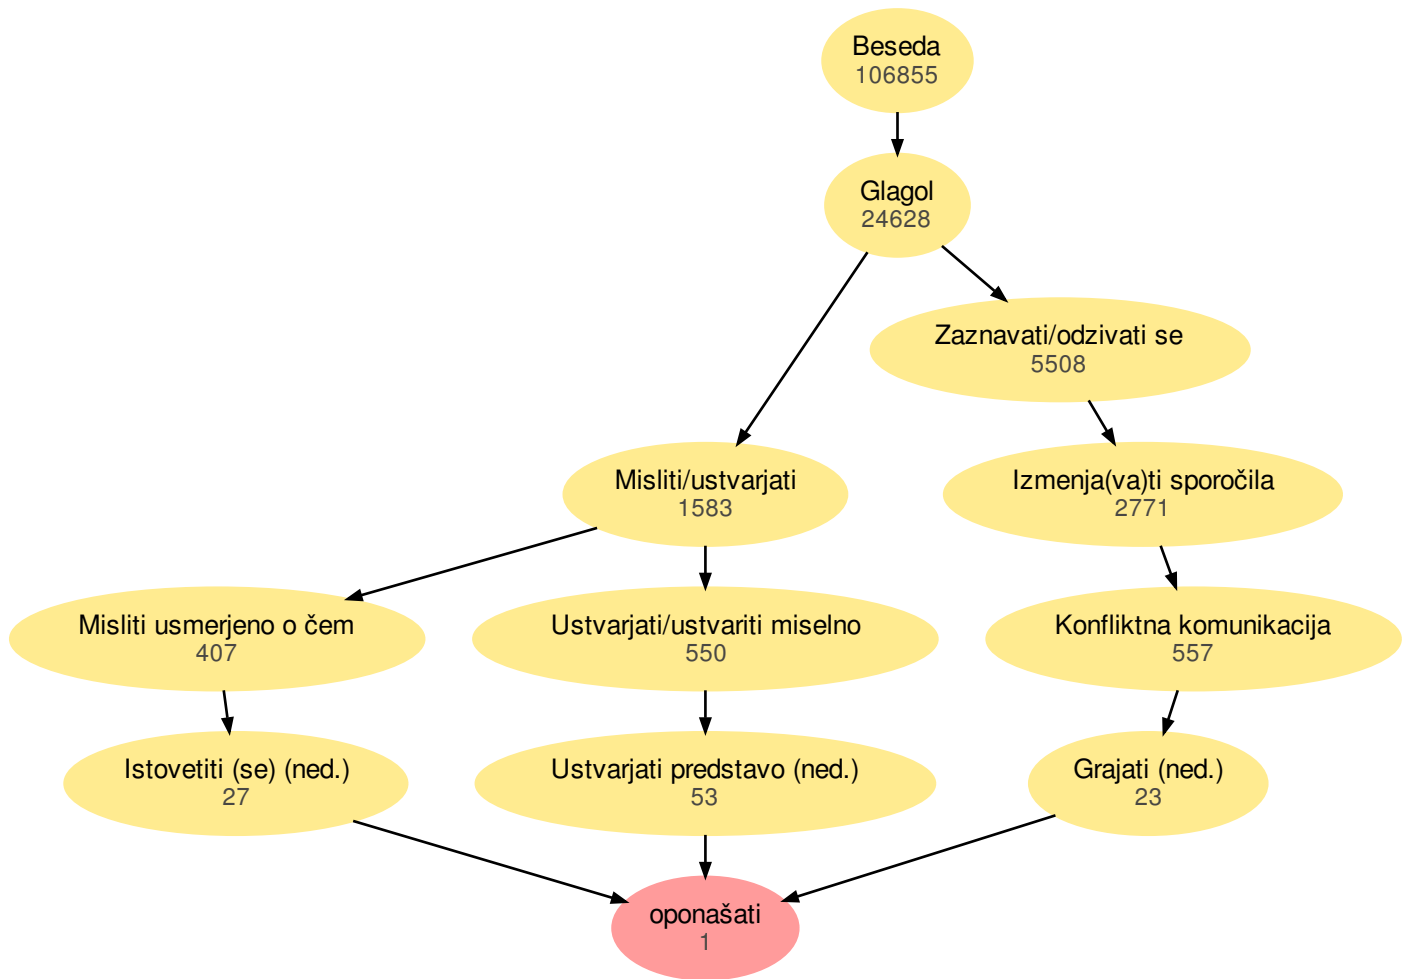 Beseda
106855
Glagol
24628
Zaznavati/odzivati se
5508
Misliti/ustvarjati
1583
Izmenja(va)ti sporočila
2771
Misliti usmerjeno o čem
407
Ustvarjati/ustvariti miselno
550
Konfliktna komunikacija
557
Istovetiti (se) (ned.)
27
Ustvarjati predstavo (ned.)
53
Grajati (ned.)
23
oponašati
1